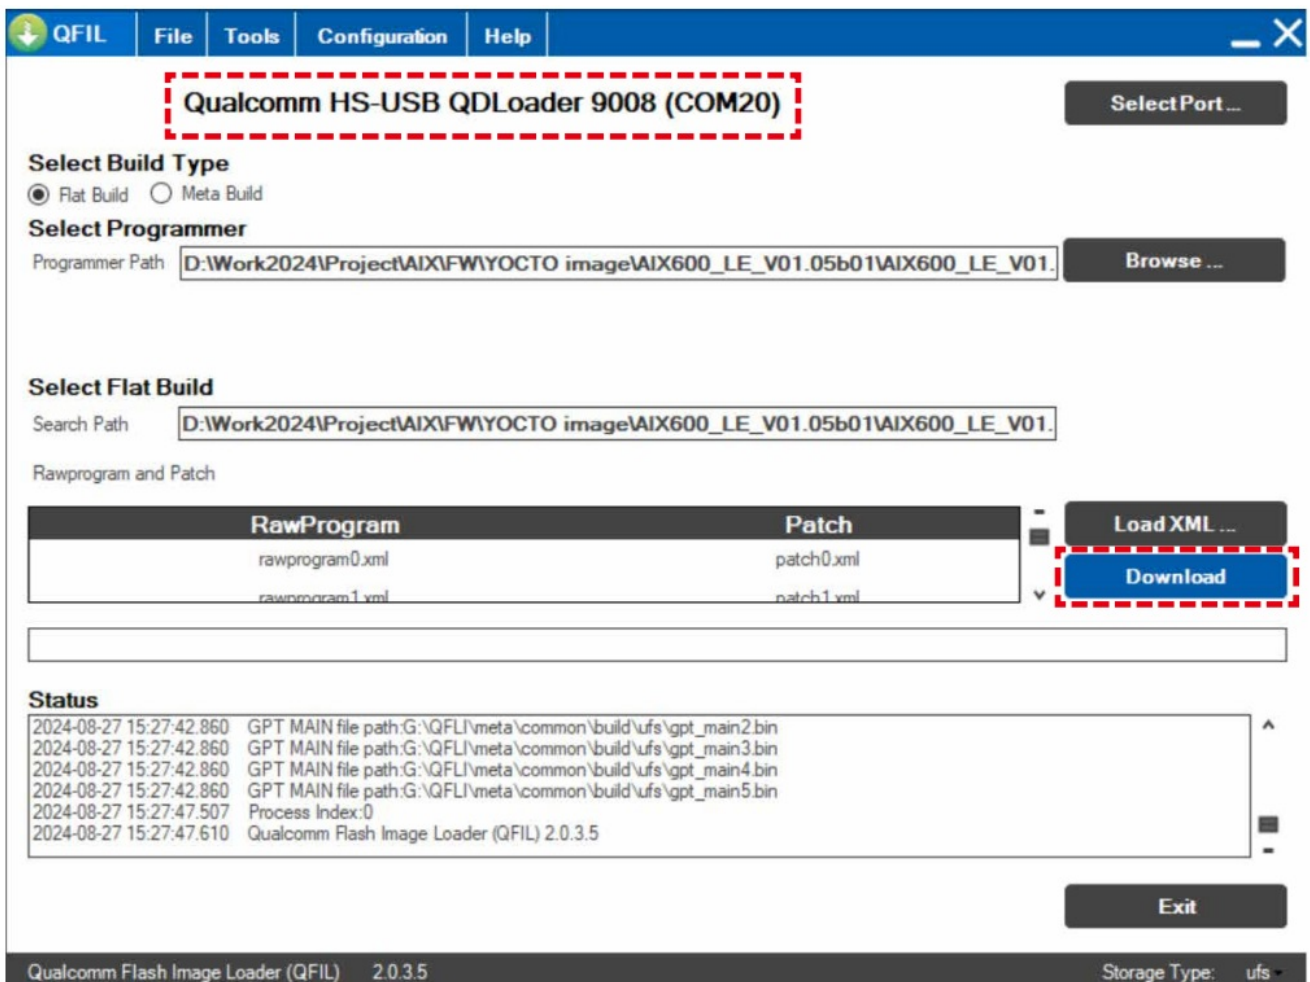 QFIL File Tools Configuration Help
Qualcomm HS-USB QDLoader 9008 (COM20)
Select Port ...
Select Build Type
Flat Build Meta Build
Select Programmer
Programmer Path D:\Work2024\Project\AIX\FW\YOCTO image\AIX600_LE_V01.05b01\AIX600_LE_V01. Browse ...
Select Flat Build
Search Path D:\Work2024\Project\AIX\FW\YOCTO image\AIX600_LE_V01.05b01\AIX600_LE_V01.
Rawprogram and Patch
RawProgram Patch Load XML ...
rawprogram0.xml patch0.xml
Download
rawprogram1.xml patch1.xml
Status
2024-08-27 15:27:42.860 GPT MAIN file path:G:\QFLI\meta\common\build\ufs\gpt_main2.bin
2024-08-27 15:27:42.860 GPT MAIN file path:G:\QFLI\meta\common\build\ufs\gpt_main3.bin
2024-08-27 15:27:42.860 GPT MAIN file path:G:\QFLI\meta\common\build\ufs\gpt_main4.bin
2024-08-27 15:27:42.860 GPT MAIN file path:G:\QFLI\meta\common\build\ufs\gpt_main5.bin
2024-08-27 15:27:47.507 Process Index:0
2024-08-27 15:27:47.610 Qualcomm Flash Image Loader (QFIL) 2.0.3.5
Exit
Qualcomm Flash Image Loader (QFIL) 2.0.3.5 Storage Type: ufs